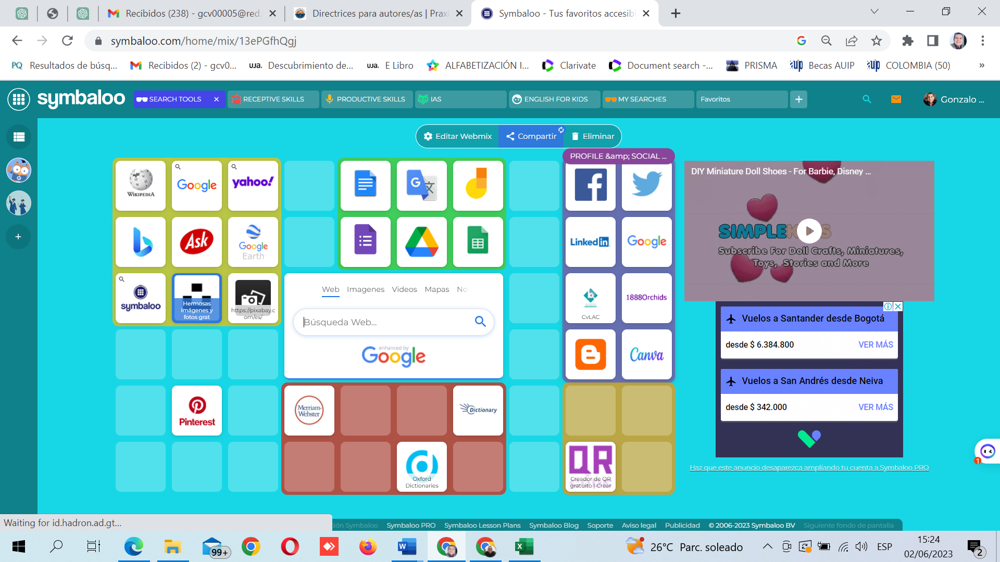 Recibidos (238) - gcv00005@red.
Directrices para autores/as | Praxi
Symbaloo - Tus favoritos accesibl
symbaloo.com/home/mix/13ePGfhQgj
PQ Resultados de búsq...
Recibidos (2) - gcv0...
uja. Descubrimiento de...
uja. E Libro
ALFABETIZACIÓN I...
Clarivate
Document search -...
PRISMA
aup Becas AUIP
aup COLOMBIA (50)
»
symbaloo
SEARCH TOOLS
RECEPTIVE SKILLS
PRODUCTIVE SKILLS
IAS
ENGLISH FOR KIDS
MY SEARCHES
Favoritos
Gonzalo ...
Editar Webmix
Compartir
Eliminar
WIKIPEDIA
Google
yahoo!
Ask
Google
Earth
symbaloo
Hermosas
imágenes y
fotos grat
https://pixabay.c
om/es/
G
Web Imagenes Videos Mapas No
Búsqueda Web...
enhanced by
Google
PROFILE &amp; SOCIAL ...
LinkedIn
Google
CvLAC
1888Orchids
Canva
Pinterest
Merriam-
Webster
Dictionary
Oxford
Dictionaries
QR
Creador de QR
gratuito | Crear
DIY Miniature Doll Shoes - For Barbie, Disney ...
SIMPLEKIDS
Subscribe For Doll Crafts, Miniatures,
Toys, Stories and More
Vuelos a Santander desde Bogotá
desde $ 6.384.800 VER MÁS
Vuelos a San Andrés desde Neiva
desde $ 342.000 VER MÁS
1
Haz que este anuncio desaparezca ampliando tu cuenta a Symbaloo PRO
Waiting for id.hadron.ad.gt...
Symbaloo
Symbaloo PRO
Symbaloo Lesson Plans
Symbaloo Blog
Soporte
Aviso legal
Publicidad
© 2006-2023 Symbaloo BV
Siguiente fondo de pantalla
99+
26°C Parc. soleado
ESP
15:24
02/06/2023
2